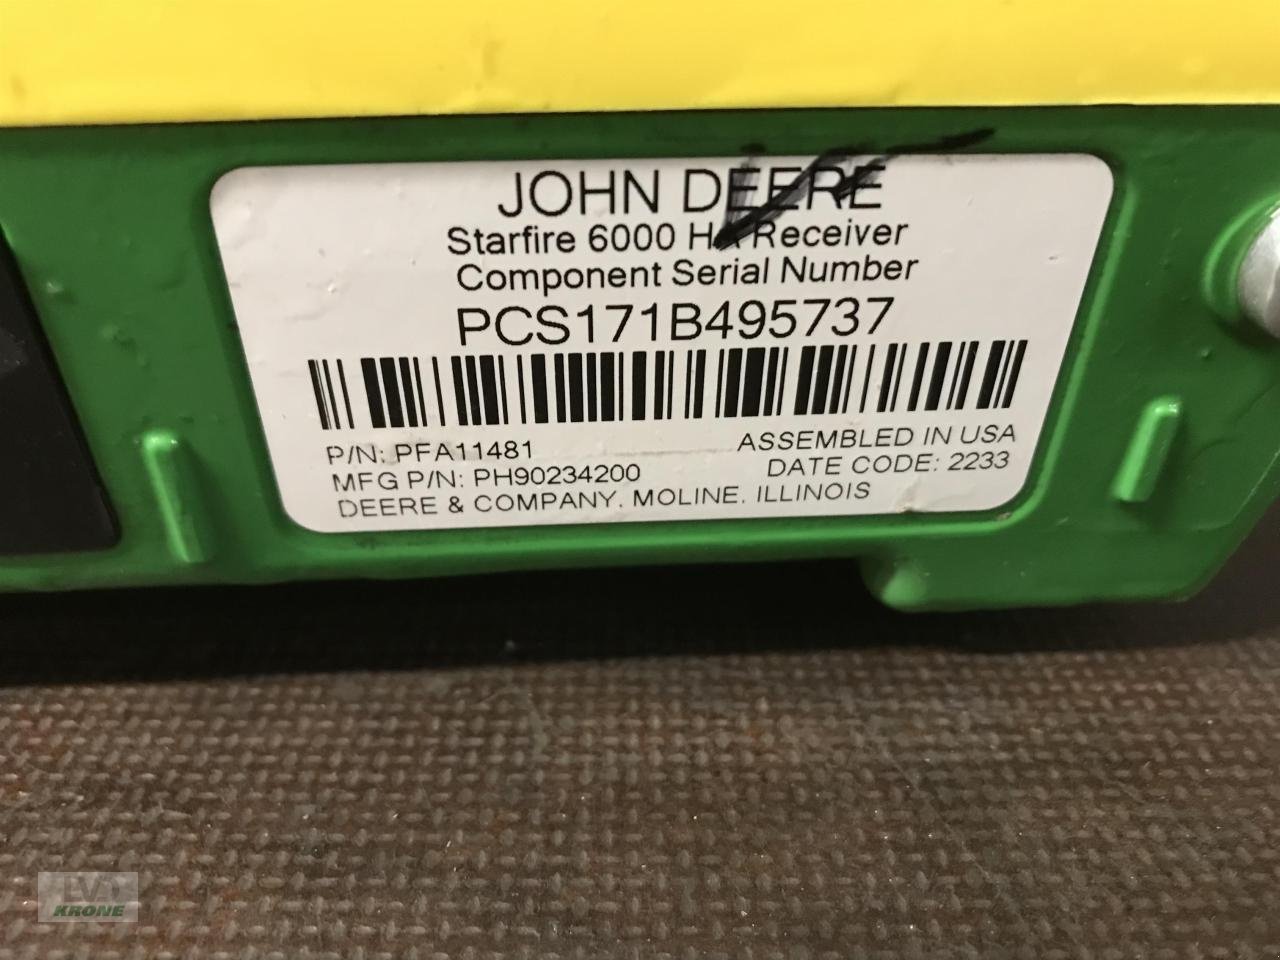 JOHN DEERE
Starfire 6000 Receiver
Component Serial Number
PCS171B495737
P/N: PFA11481
ASSEMBLED IN USA
MFG P/N: PH90234200
DATE CODE: 2233
DEERE & COMPANY. MOLINE. ILLINOIS
LVD
KRONE